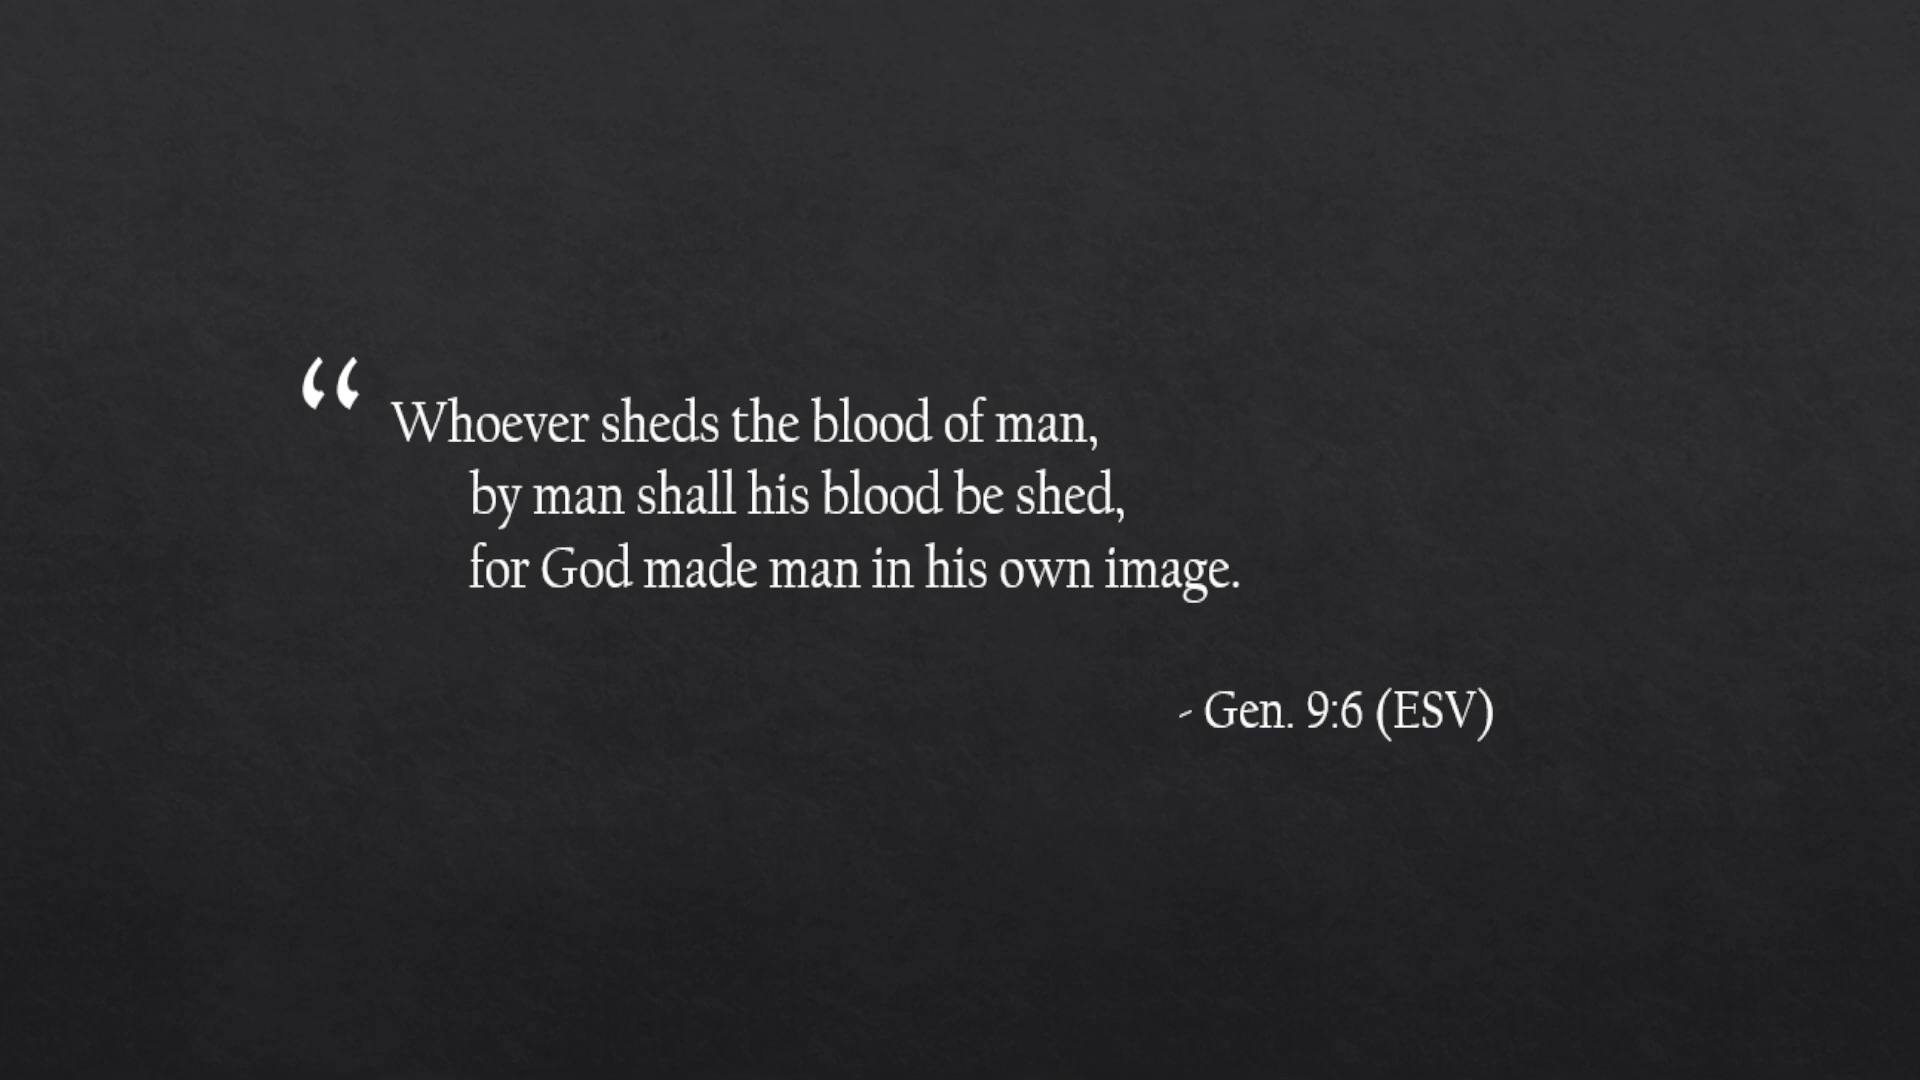 “ Whoever sheds the blood of man,
by man shall his blood be shed,
for God made man in his own image.
- Gen. 9:6 (ESV)